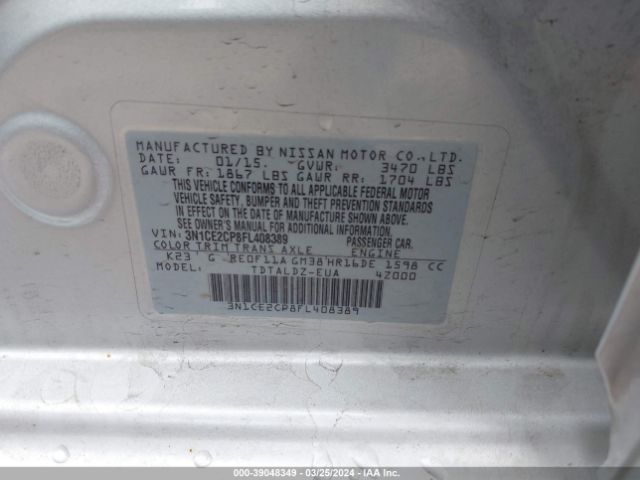 MANUFACTURED BY NISSAN MOTOR CO., LTD.
DATE: 01/15. GVWR: 3470 LBS
GAWR FR: 1867 LBS GAWR RR: 1704 LBS
THIS VEHICLE CONFORMS TO ALL APPLICABLE FEDERAL MOTOR
VEHICLE SAFETY, BUMPER AND THEFT PREVENTION STANDARDS
IN EFFECT ON THE DATE OF MANUFACTURE SHOWN ABOVE.
SEE OWNER'S MANUAL FOR ADDITIONAL INFORMATION.
VIN: 3N1CE2CP8FL408389 PASSENGER CAR.
COLOR TRIM TRANS AXLE ENGINE
K23 G RE0F11A GM38 HR16DE 1598 CC
MODEL: TDTALDZ-EUA 42000
3N1CE2CP8FL408389
000-39048349 - 03/25/2024 - IAA Inc.